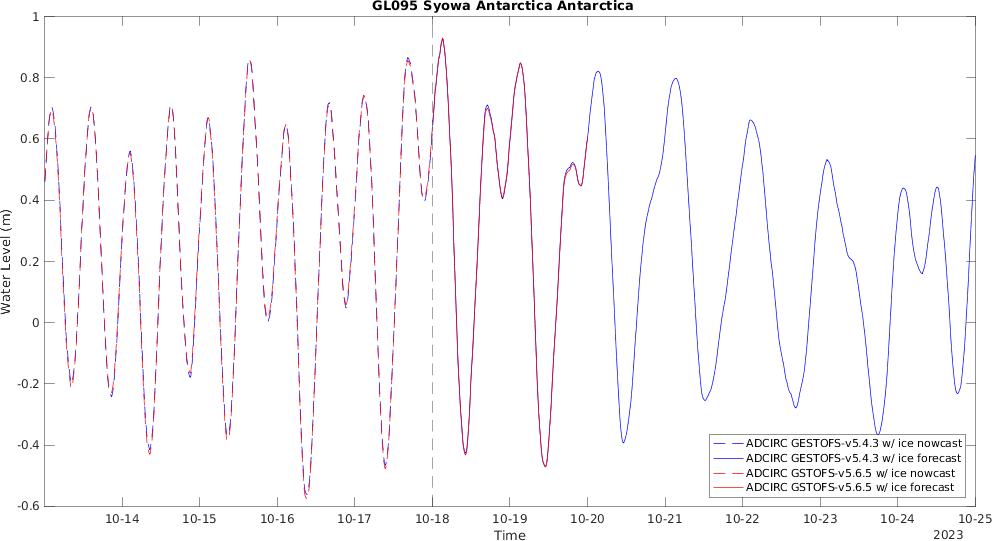 GL095 Syowa Antarctica Antarctica
1
0.8
0.6
0.4
0.2
0
-0.2
-0.4
-0.6
Water Level (m)
ADCIRC GESTOFS-v5.4.3 w/ ice nowcast
ADCIRC GESTOFS-v5.4.3 w/ ice forecast
ADCIRC GSTOFS-v5.6.5 w/ ice nowcast
ADCIRC GSTOFS-v5.6.5 w/ ice forecast
10-14 10-15 10-16 10-17 10-18 10-19 10-20 10-21 10-22 10-23 10-24 10-25
Time
2023